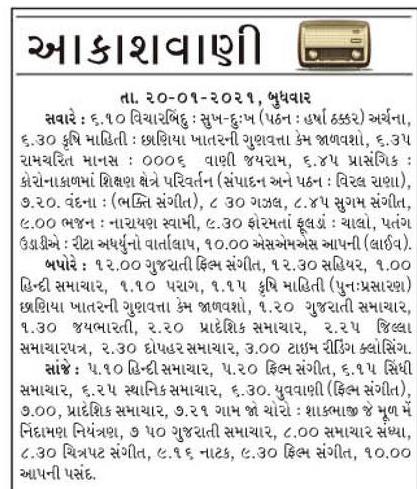 આકાશવાણી
તા. ૨૦-૦૧-૨૦૨૧, બુધવાર
સવારે : ૬.૧૦ વિચારબિંદુ : સુખ-દુઃખ (પઠન : હર્ષા ઠક્કર) અર્ચના,
૬.૩૦ કૃષિ માહિતી : છાણિયા ખાતરની ગુણવત્તા કેમ જાળવશો, ૬.૩૫
રામચરિત માનસ : ૦૦૦૬ વાણી જયરામ, ૬.૪૫ પ્રાસંગિક :
કોરોનાકાળમાં શિક્ષણ ક્ષેત્રે પરિવર્તન (સંપાદન અને પઠન : વિરલ રાણા),
૭.૨૦. વંદના : (ભક્તિ સંગીત), ૮ ૩૦ ગઝલ, ૮.૪૫ સુગમ સંગીત,
૯.૦૦ ભજન : નારાયણ સ્વામી, ૯.૩૦ ફોરમતાં ફૂલડાં : ચાલો, પતંગ
ઉડાડીએ : રીટા અધર્યુનો વાર્તાલાપ, ૧૦.૦૦ એસએમએસ આપની (લાઈવ).
બપોરે : ૧૨.૦૦ ગુજરાતી ફિલ્મ સંગીત, ૧૨.૩૦ સહિયર, ૧.૦૦
હિન્દી સમાચાર, ૧.૧૦ પરાગ, ૧.૧૫ કૃષિ માહિતી (પુનઃપ્રસારણ)
છાણિયા ખાતરની ગુણવત્તા કેમ જાળવશો, ૧.૨૦ ગુજરાતી સમાચાર,
૧.૩૦ જયભારતી, ૨.૨૦ પ્રાદેશિક સમાચાર, ૨.૨૫ જિલ્લા
સમાચારપત્ર, ૨.૩૦ દોપહર સમાચાર, ૩.૦૦ ટાઇમ રીડિંગ ક્લોસિંગ.
સાંજે : ૫.૧૦ હિન્દી સમાચાર, ૫.૨૦ ફિલ્મ સંગીત, ૬.૧૫ સિંધી
સમાચાર, ૬.૨૫ સ્થાનિક સમાચાર, ૬.૩૦. યુવવાણી (ફિલ્મ સંગીત),
૭.૦૦, પ્રાદેશિક સમાચાર, ૭.૨૧ ગામ જો ચોરો : શાકભાજી જે મૂળ મેં
નિંદામણ નિયંત્રણ, ૭ ૫૦ ગુજરાતી સમાચાર, ૮.૦૦ સમાચાર સંધ્યા,
૮.૩૦ ચિત્રપટ સંગીત, ૯.૧૬ નાટક, ૯.૩૦ ફિલ્મ સંગીત, ૧૦.૦૦
આપની પસંદ.